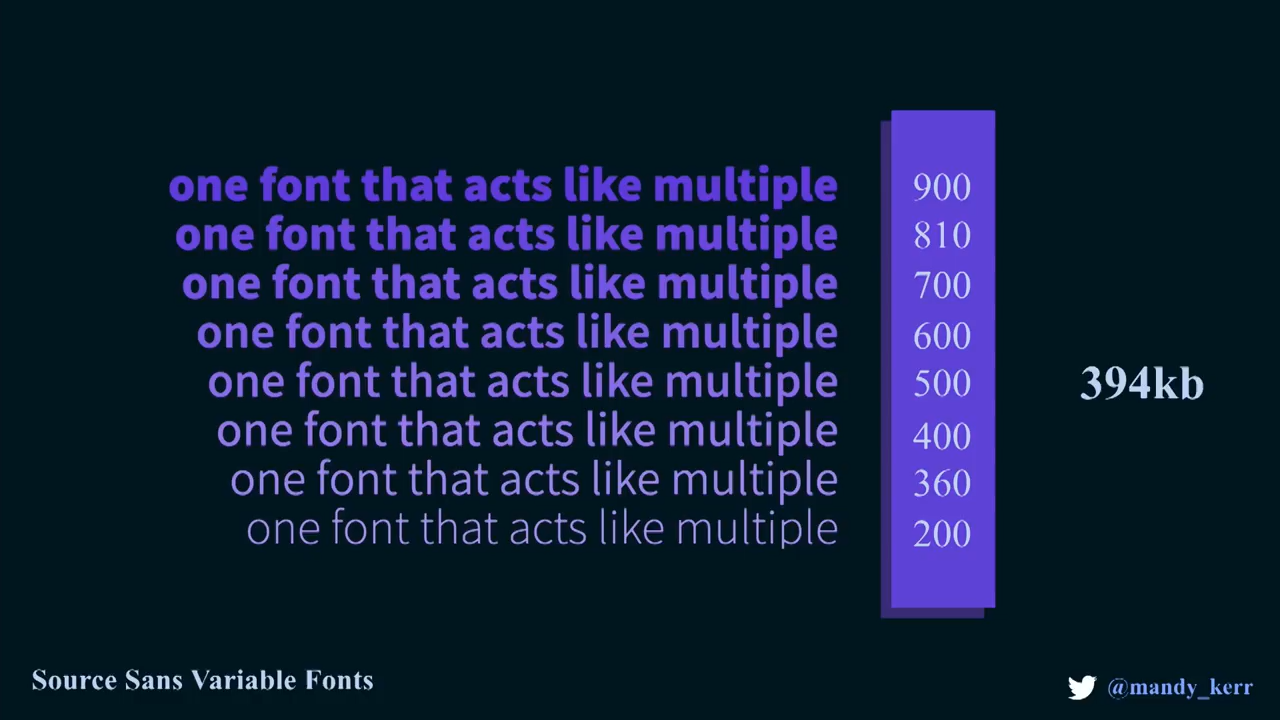 one font that acts like multiple 900
one font that acts like multiple 810
one font that acts like multiple 700
one font that acts like multiple 600
one font that acts like multiple 500
394kb
one font that acts like multiple 400
one font that acts like multiple 360
one font that acts like multiple 200
Source Sans Variable Fonts
@mandy_kerr